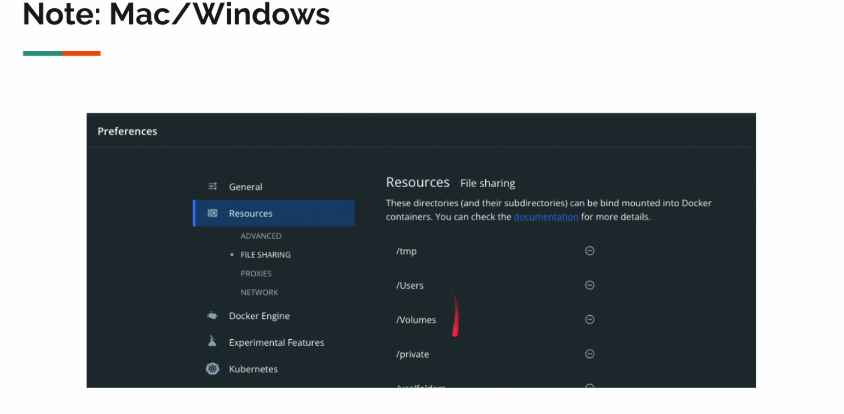 Note: Mac/Windows
Preferences
General
Resources
ADVANCED
FILE SHARING
PROXIES
NETWORK
Docker Engine
Experimental Features
Kubernetes
Resources File sharing
These directories (and their subdirectories) can be bind mounted into Docker
containers. You can check the documentation for more details.
/tmp
/Users
/Volumes
/private